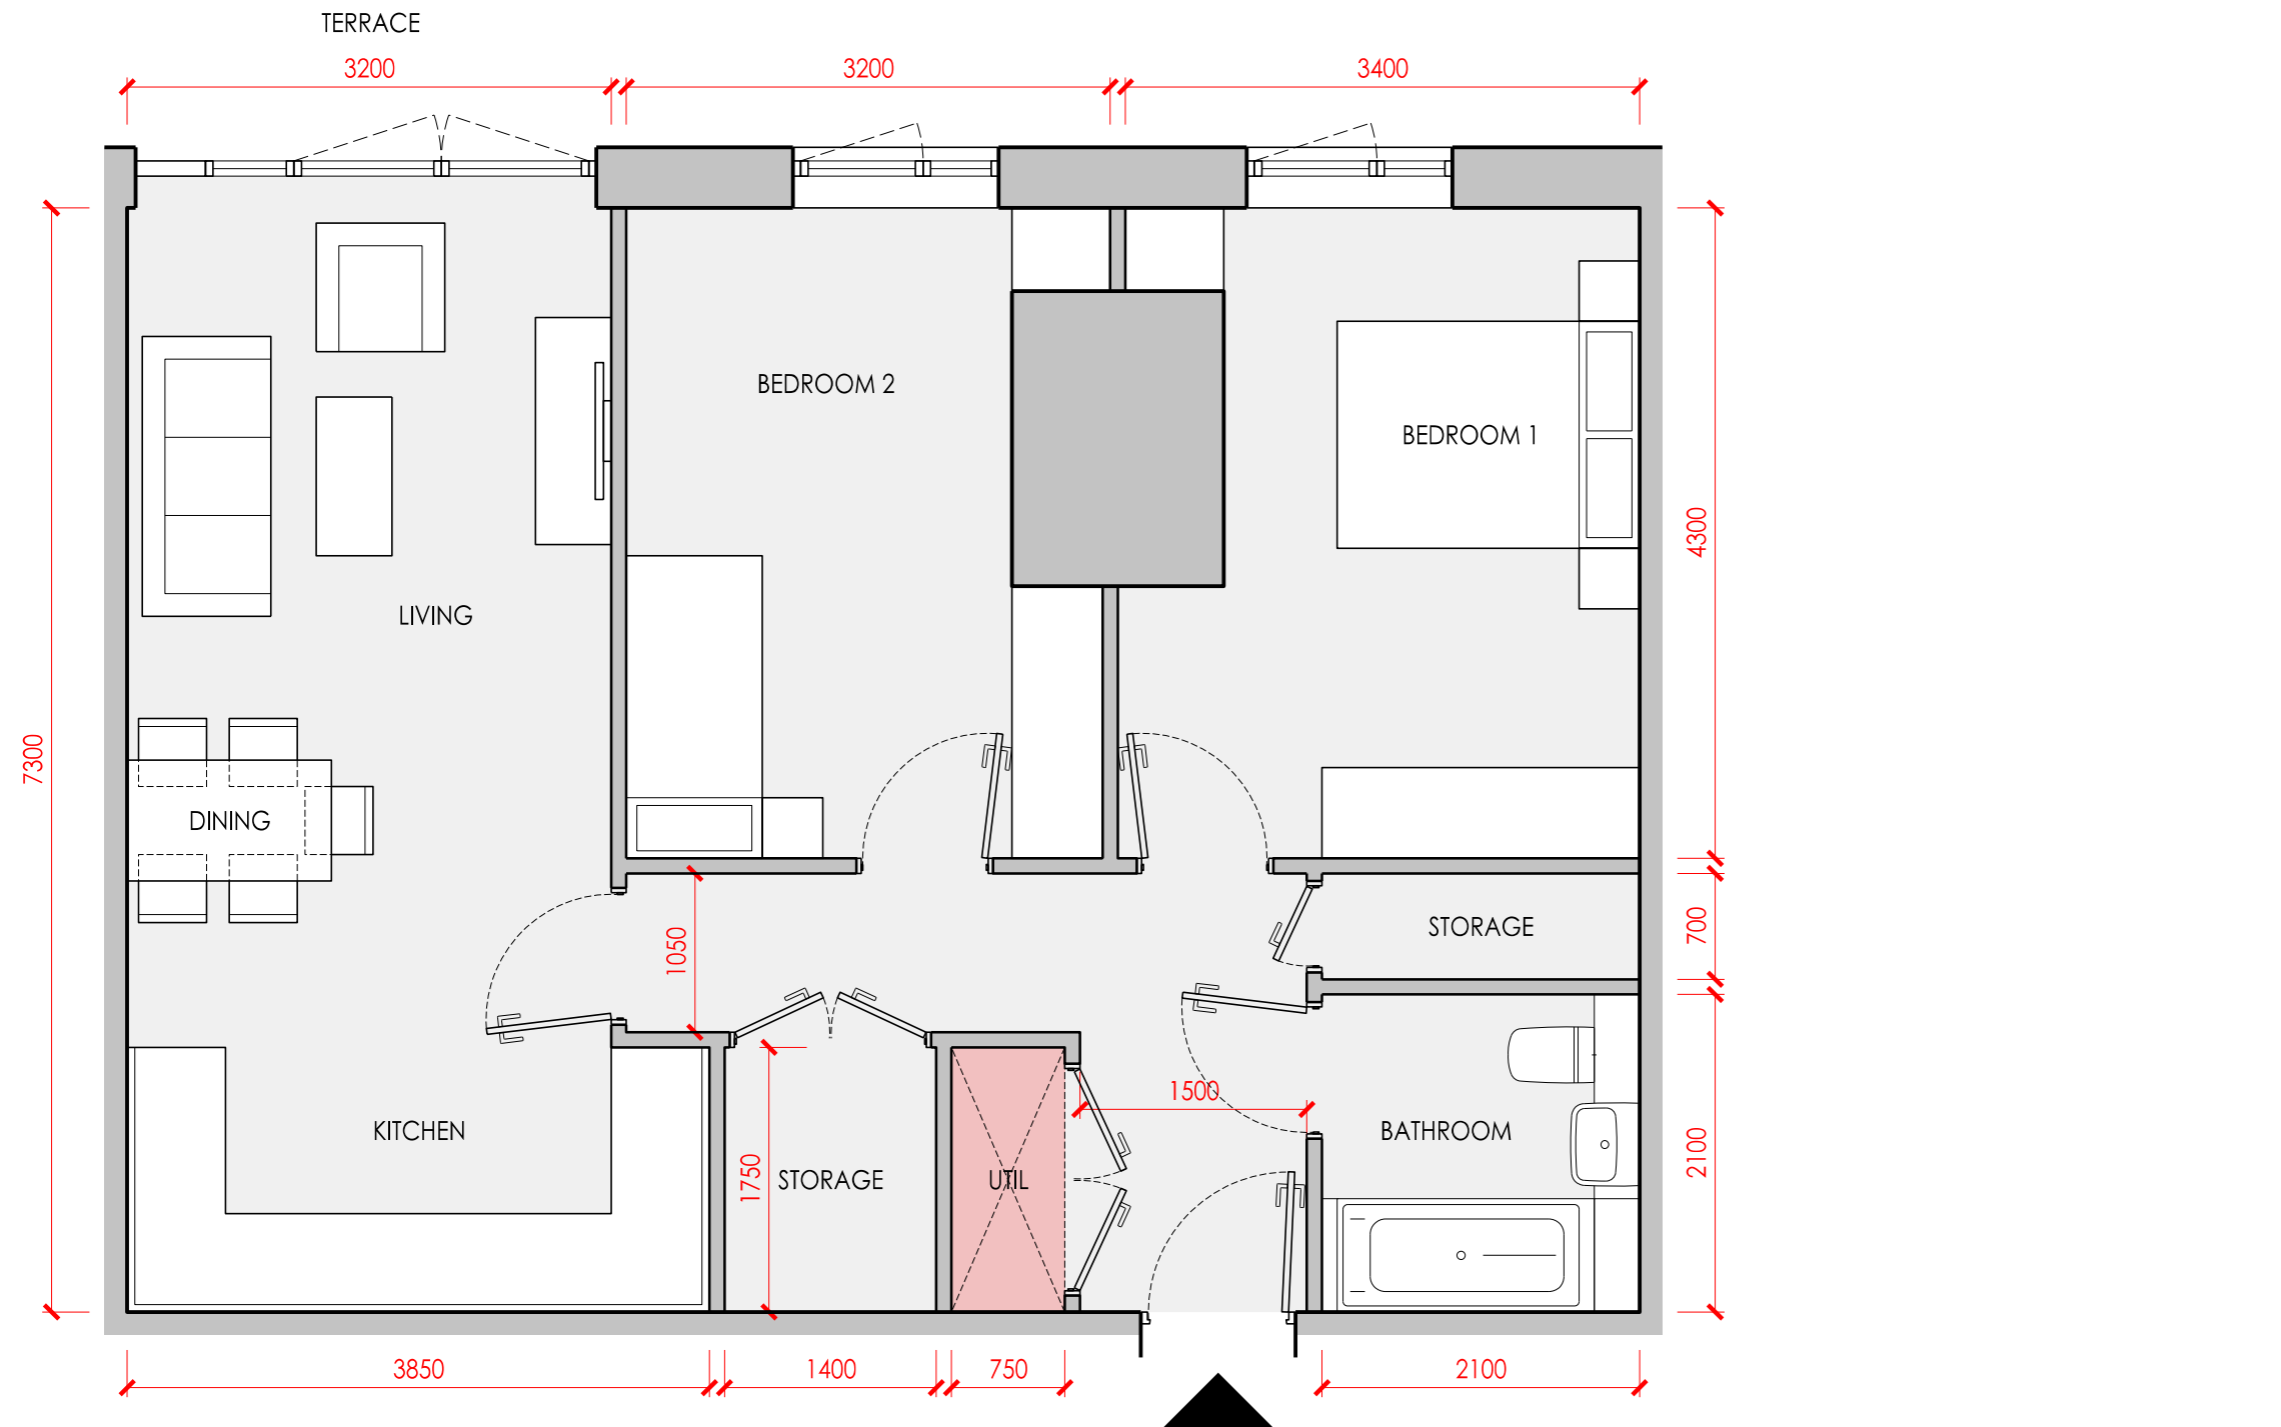 TERRACE
3200
3200
3400
BEDROOM 2
BEDROOM 1
4300
LIVING
7300
DINING
1050
STORAGE
700
1500
KITCHEN
BATHROOM
2100
1750
STORAGE
UTIL
3850
1400
750
2100